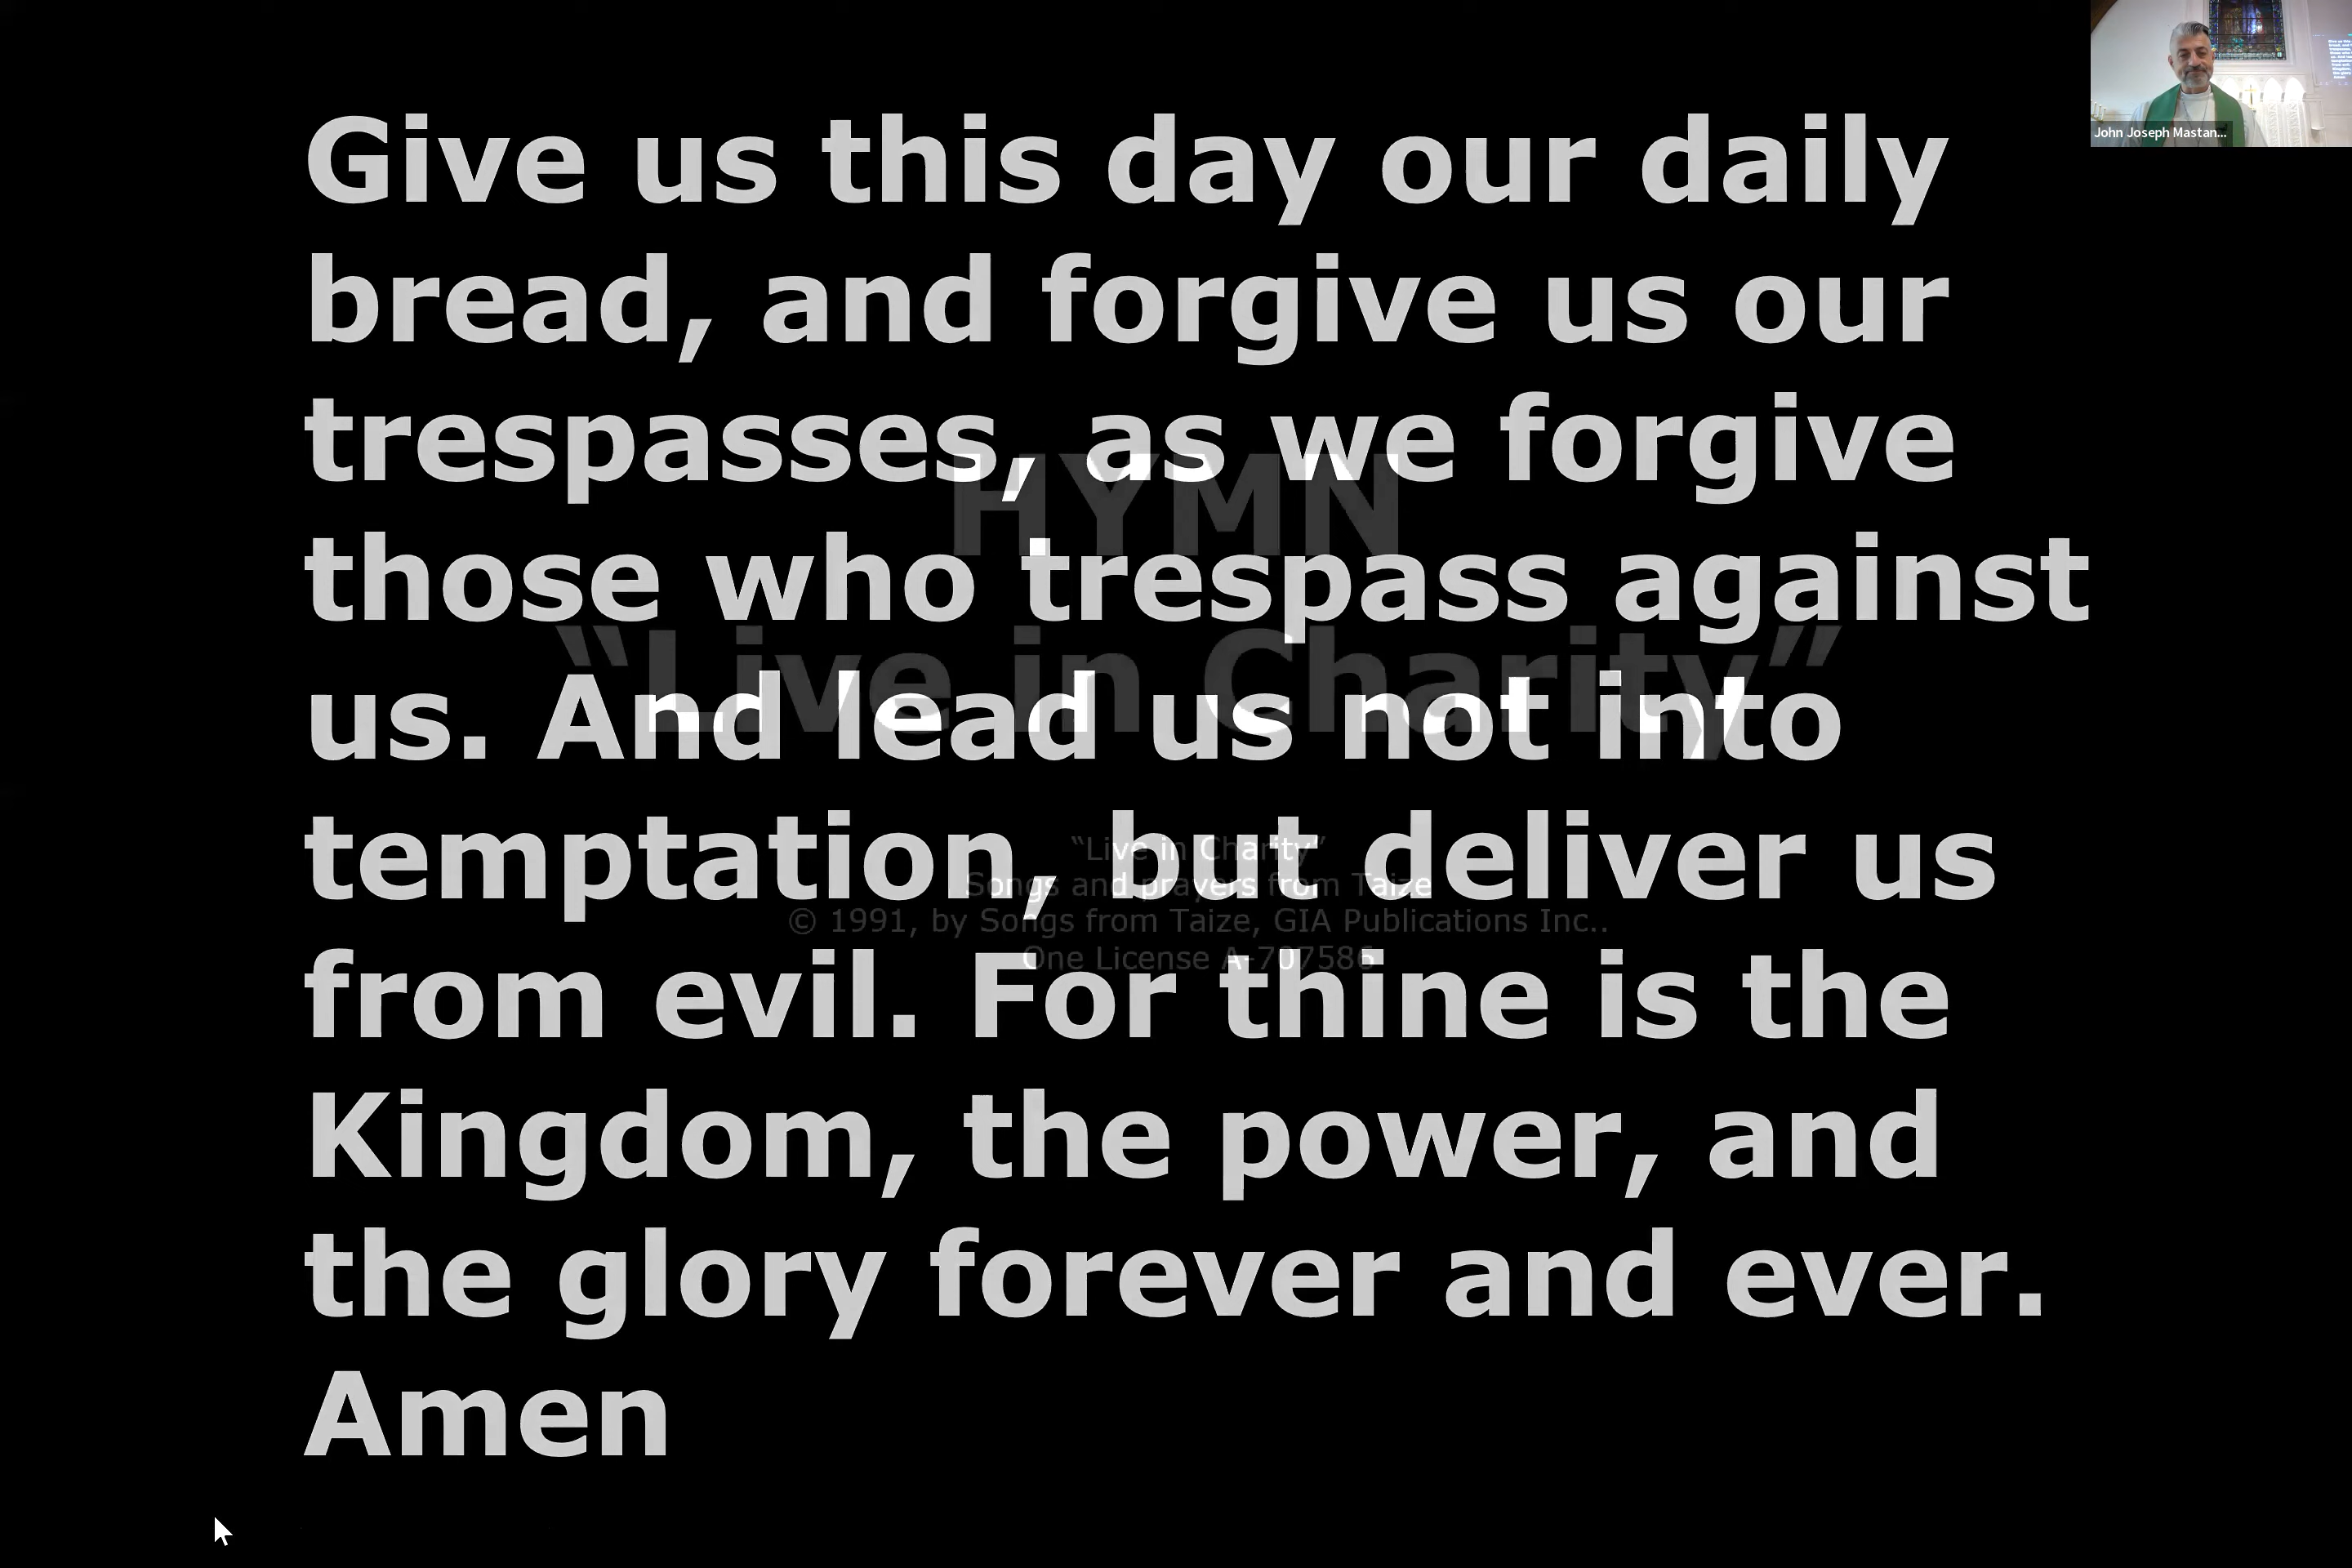 Give us this day our daily
bread, and forgive us our
trespasses, as we forgive
those who trespass against
us. And lead us not into
temptation, but deliver us
from evil. For thine is the
Kingdom, the power, and
the glory forever and ever.
Amen
HYMN
“Live in Charity”
“Live in Charity”
Songs and prayers from Taize
© 1991, by Songs from Taize, GIA Publications Inc..
One License A-707586
John Joseph Mastan...